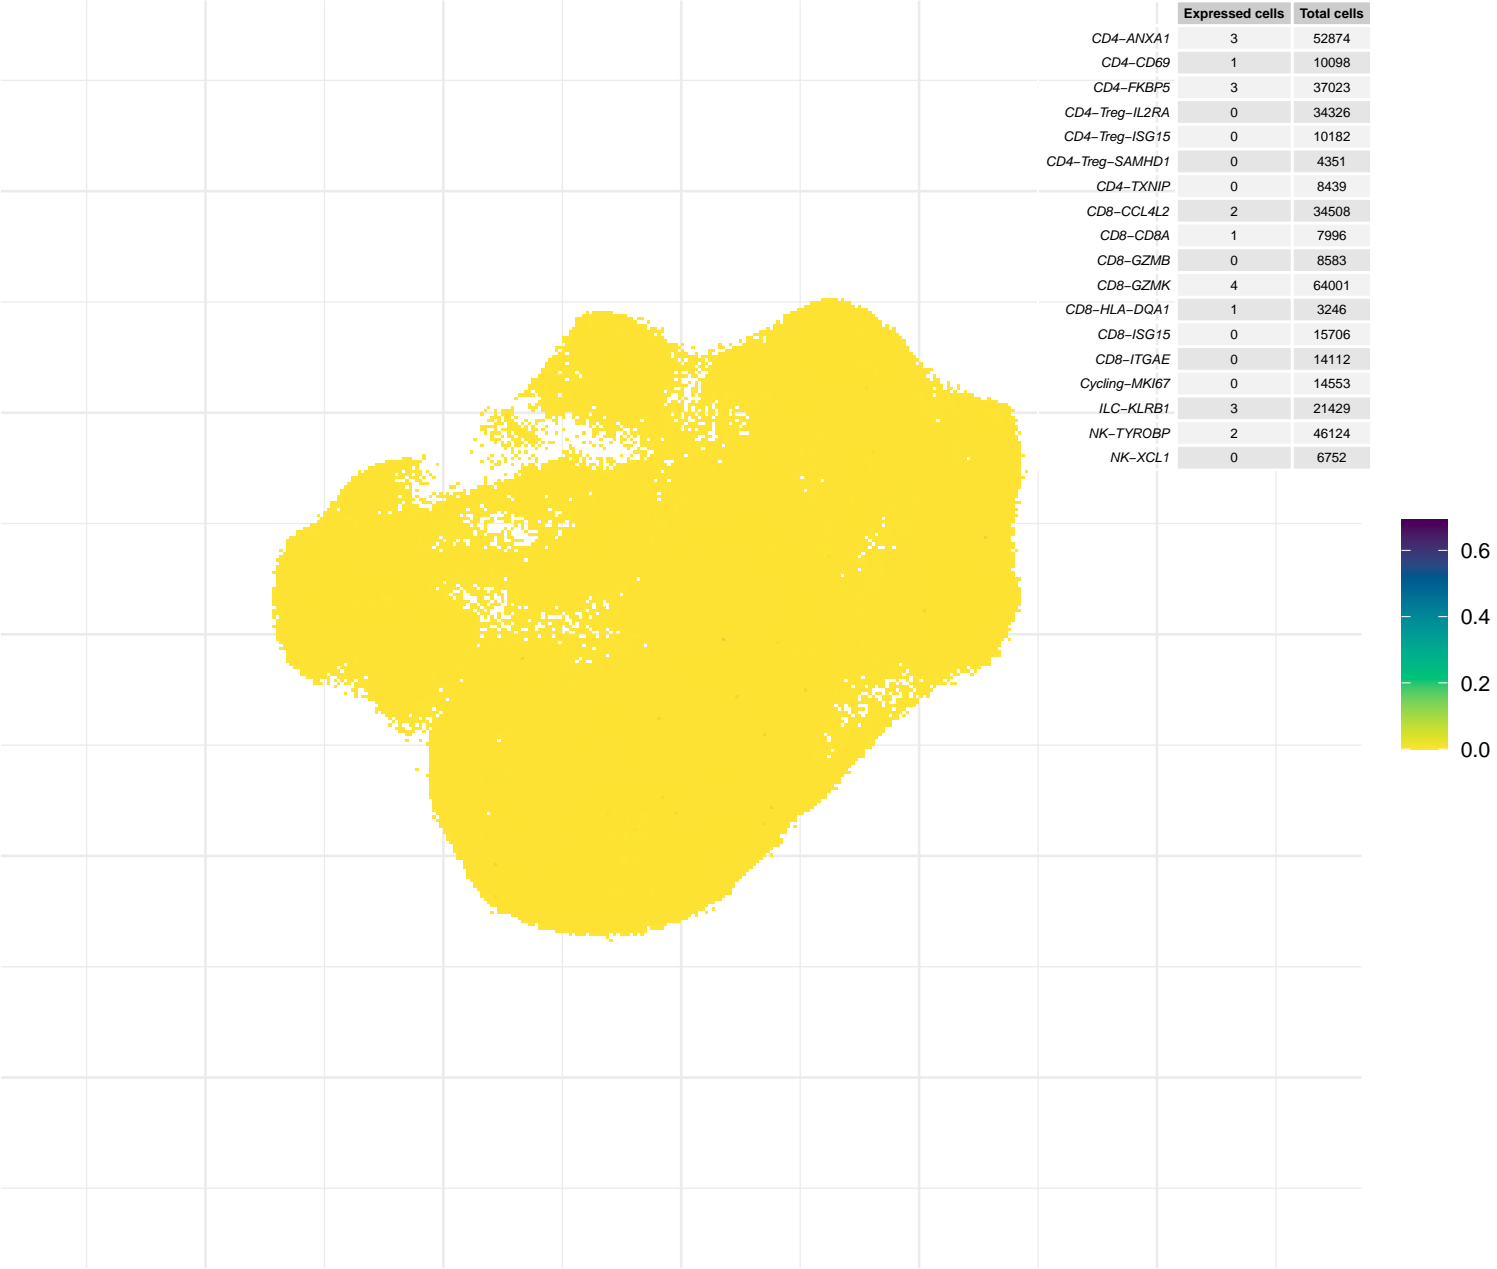 Expressed cells Total cells
CD4−ANXA1 3 52874
CD4−CD69 1 10098
CD4−FKBP5 3 37023
CD4−Treg−IL2RA 0 34326
CD4−Treg−ISG15 0 10182
CD4−Treg−SAMHD1 0 4351
CD4−TXNIP 0 8439
CD8−CCL4L2 2 34508
CD8−CD8A 1 7996
CD8−GZMB 0 8583
CD8−GZMK 4 64001
CD8−HLA−DQA1 1 3246
CD8−ISG15 0 15706
CD8−ITGAE 0 14112
Cycling−MKI67 0 14553
ILC−KLRB1 3 21429
NK−TYROBP 2 46124
NK−XCL1 0 6752
0.6
0.4
0.2
0.0